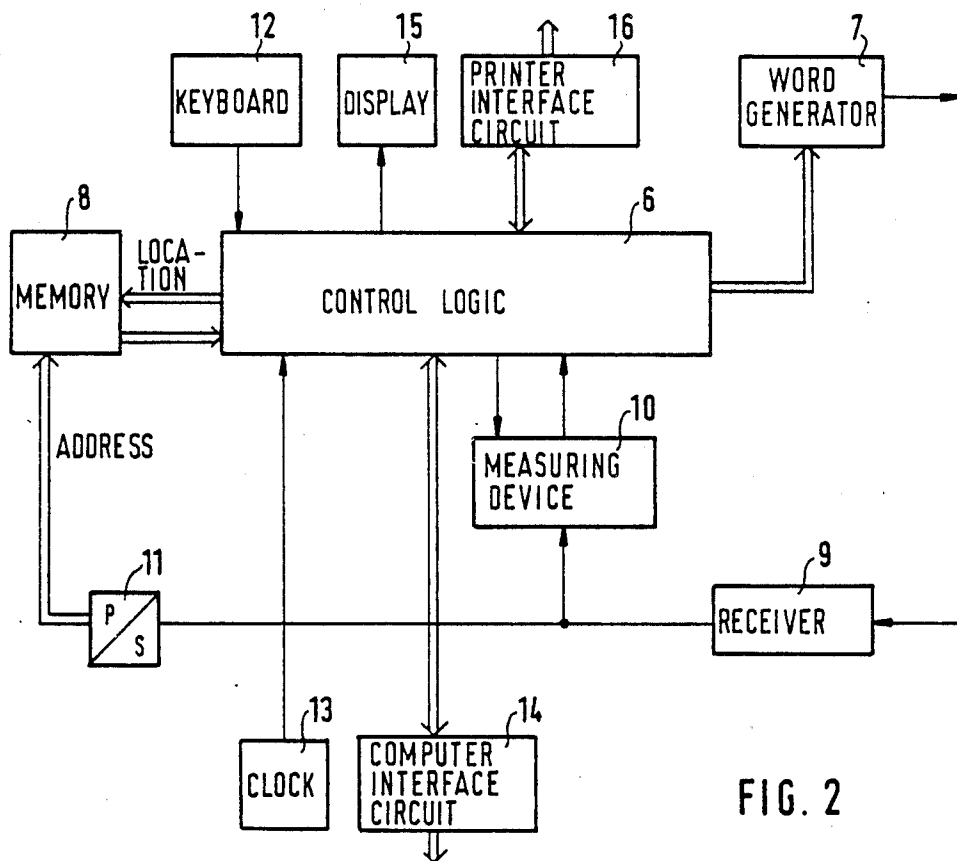 12
15
16
7
KEYBOARD
DISPLAY
PRINTER
INTERFACE
CIRCUIT
WORD
GENERATOR
8
6
MEMORY
LOCA-
TION
CONTROL LOGIC
ADDRESS
10
MEASURING
DEVICE
11
P
S
9
RECEIVER
13
CLOCK
14
COMPUTER
INTERFACE
CIRCUIT
FIG. 2